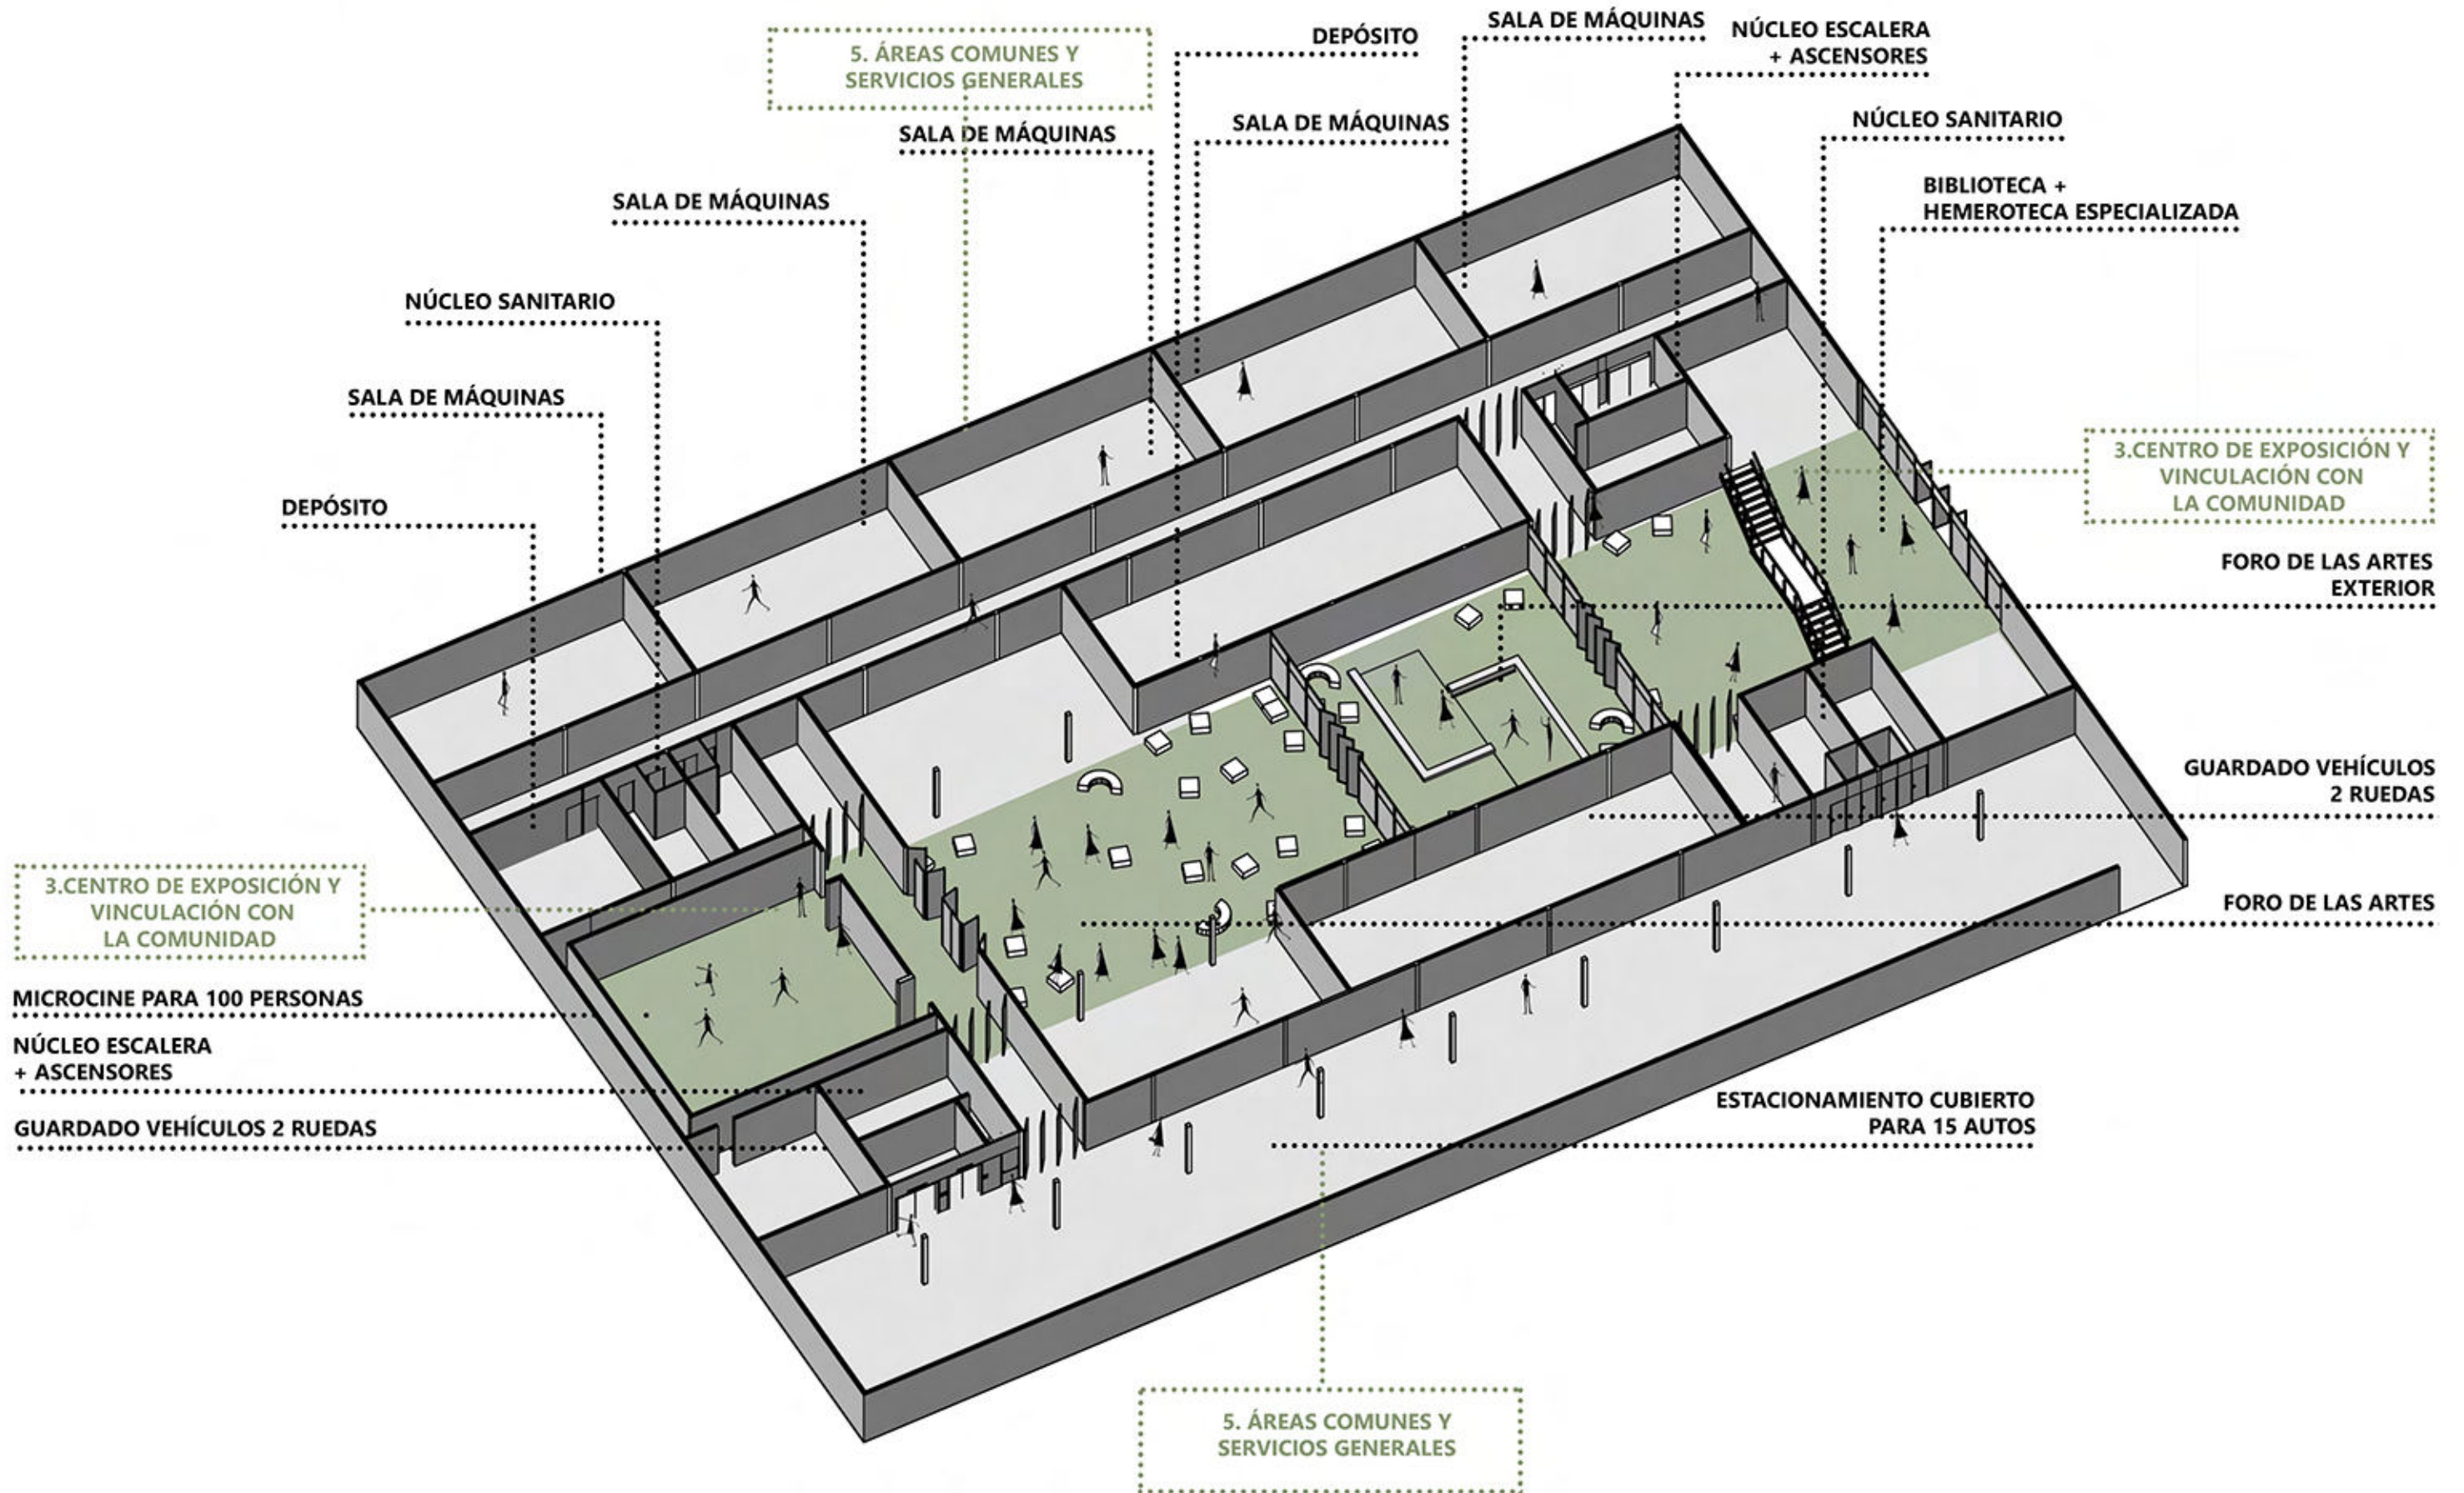 SALA DE MÁQUINAS
DEPÓSITO
NÚCLEO ESCALERA
+ ASCENSORES
5. ÁREAS COMUNES Y
SERVICIOS GENERALES
SALA DE MÁQUINAS
SALA DE MÁQUINAS
NÚCLEO SANITARIO
BIBLIOTECA +
HEMEROTECA ESPECIALIZADA
SALA DE MÁQUINAS
NÚCLEO SANITARIO
SALA DE MÁQUINAS
DEPÓSITO
3.CENTRO DE EXPOSICIÓN Y
VINCULACIÓN CON
LA COMUNIDAD
FORO DE LAS ARTES
EXTERIOR
GUARDADO VEHÍCULOS
2 RUEDAS
3.CENTRO DE EXPOSICIÓN Y
VINCULACIÓN CON
LA COMUNIDAD
FORO DE LAS ARTES
MICROCINE PARA 100 PERSONAS
NÚCLEO ESCALERA
+ ASCENSORES
GUARDADO VEHÍCULOS 2 RUEDAS
ESTACIONAMIENTO CUBIERTO
PARA 15 AUTOS
5. ÁREAS COMUNES Y
SERVICIOS GENERALES